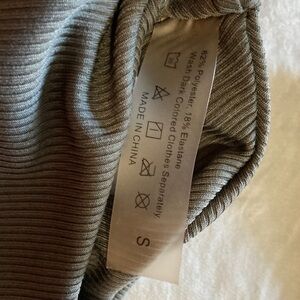 82% Polyester, 18% Elastane
Wash Dark Colored Clothes Separately
MADE IN CHINA
S